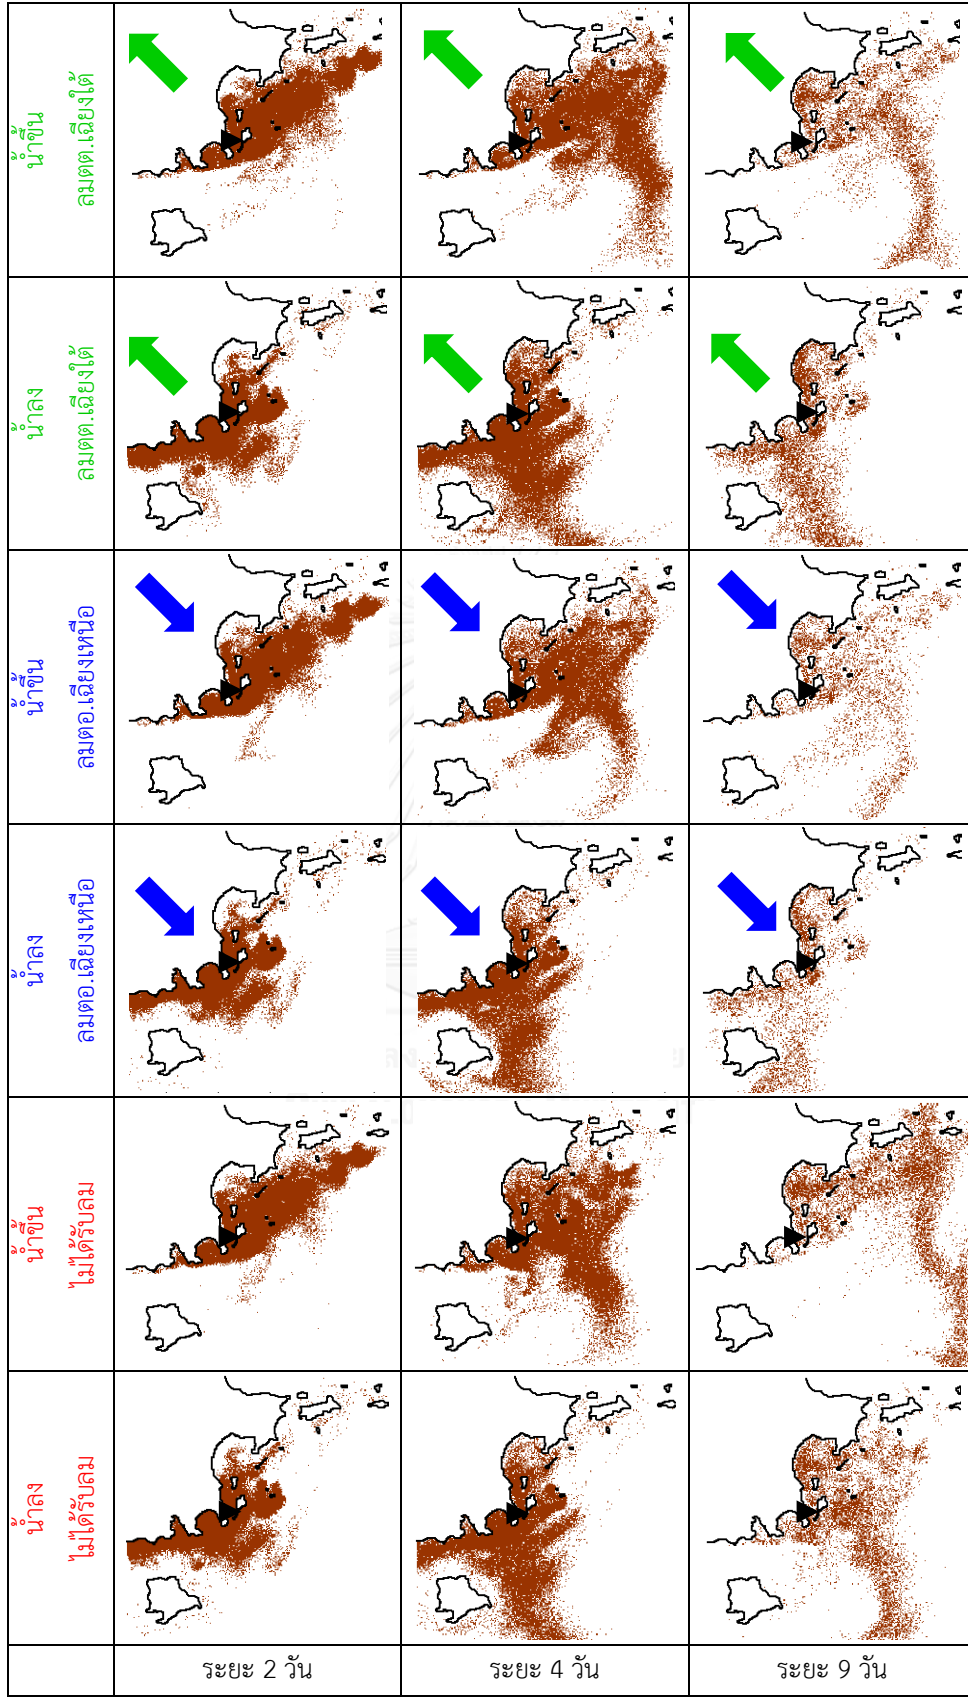 น้ำขึ้น
ลมตต.เฉียงใต้
น้ำลง
ลมตต.เฉียงใต้
น้ำขึ้น
ลมตอ.เฉียงเหนือ
น้ำลง
ลมตอ.เฉียงเหนือ
น้ำขึ้น
ไม่ได้รับลม
น้ำลง
ไม่ได้รับลม
ระยะ 2 วัน
ระยะ 4 วัน
ระยะ 9 วัน